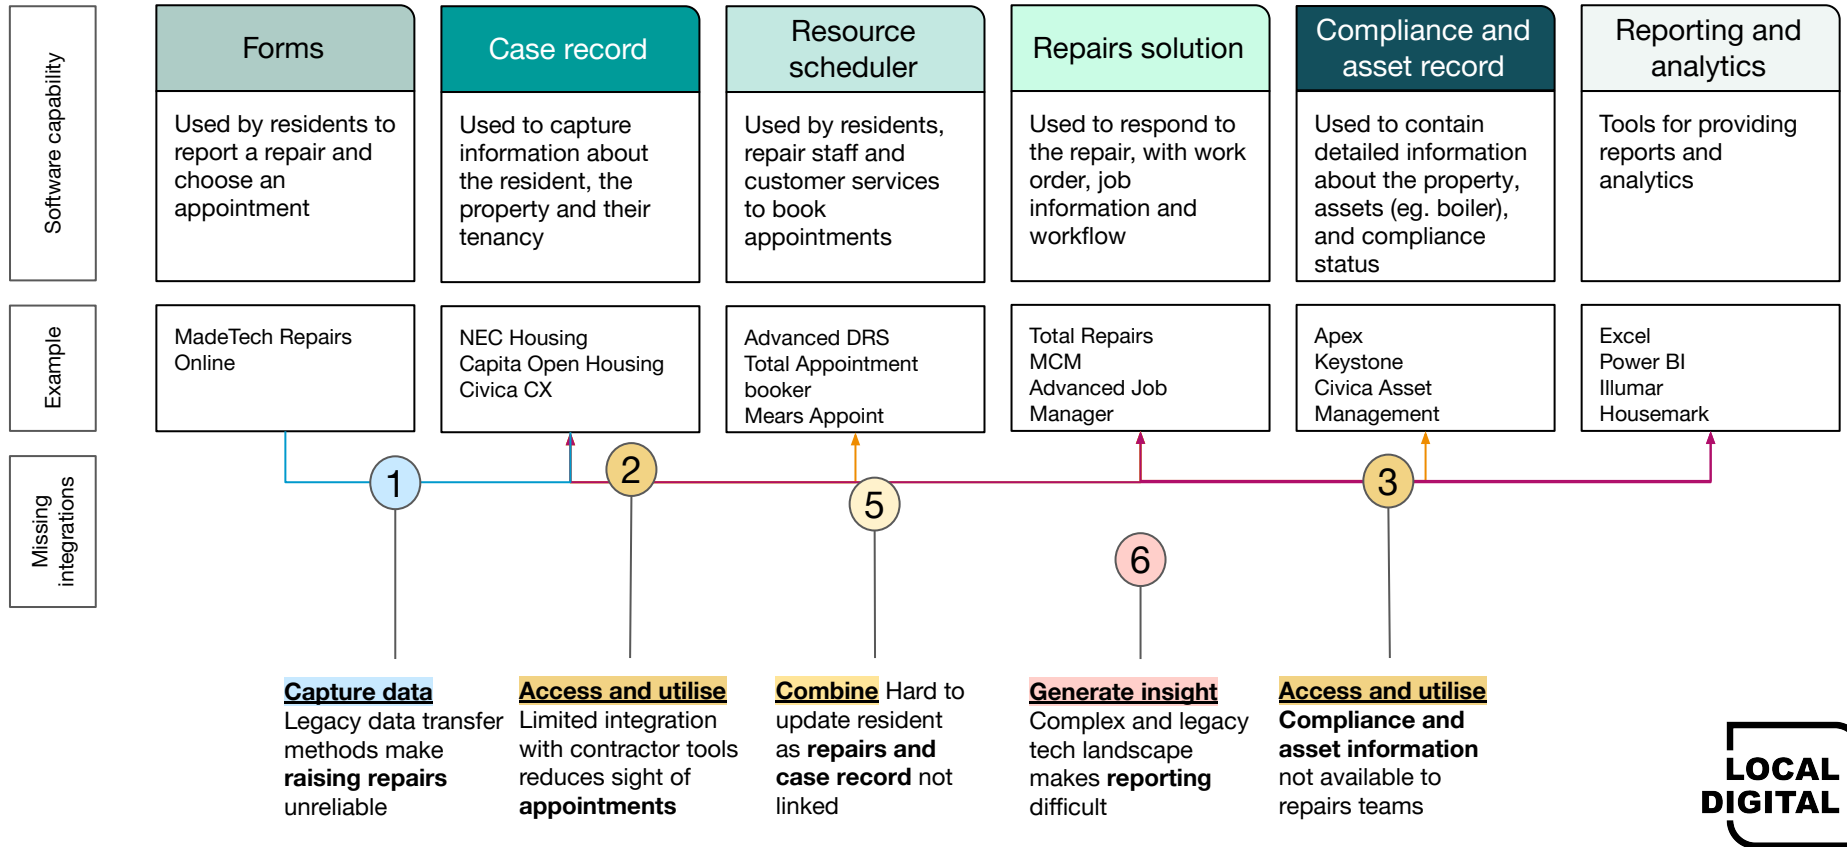 Software capability
Forms
Used by residents to
report a repair and
choose an
appointment
Case record
Used to capture
information about
the resident, the
property and their
tenancy
Resource
scheduler
Used by residents,
repair staff and
customer services
to book
appointments
Repairs solution
Used to respond to
the repair, with work
order, job
information and
workflow
Compliance and
asset record
Used to contain
detailed information
about the property,
assets (eg. boiler),
and compliance
status
Reporting and
analytics
Tools for providing
reports and
analytics
Example
MadeTech Repairs
Online
NEC Housing
Capita Open Housing
Civica CX
Advanced DRS
Total Appointment
booker
Mears Appoint
Total Repairs
MCM
Advanced Job
Manager
Apex
Keystone
Civica Asset
Management
Excel
Power BI
Illumar
Housemark
Missing
integrations
1
2
5
6
3
Capture data
Legacy data transfer
methods make
raising repairs
unreliable
Access and utilise
Limited integration
with contractor tools
reduces sight of
appointments
Combine Hard to
update resident
as repairs and
case record not
linked
Generate insight
Complex and legacy
tech landscape
makes reporting
difficult
Access and utilise
Compliance and
asset information
not available to
repairs teams
LOCAL
DIGITAL